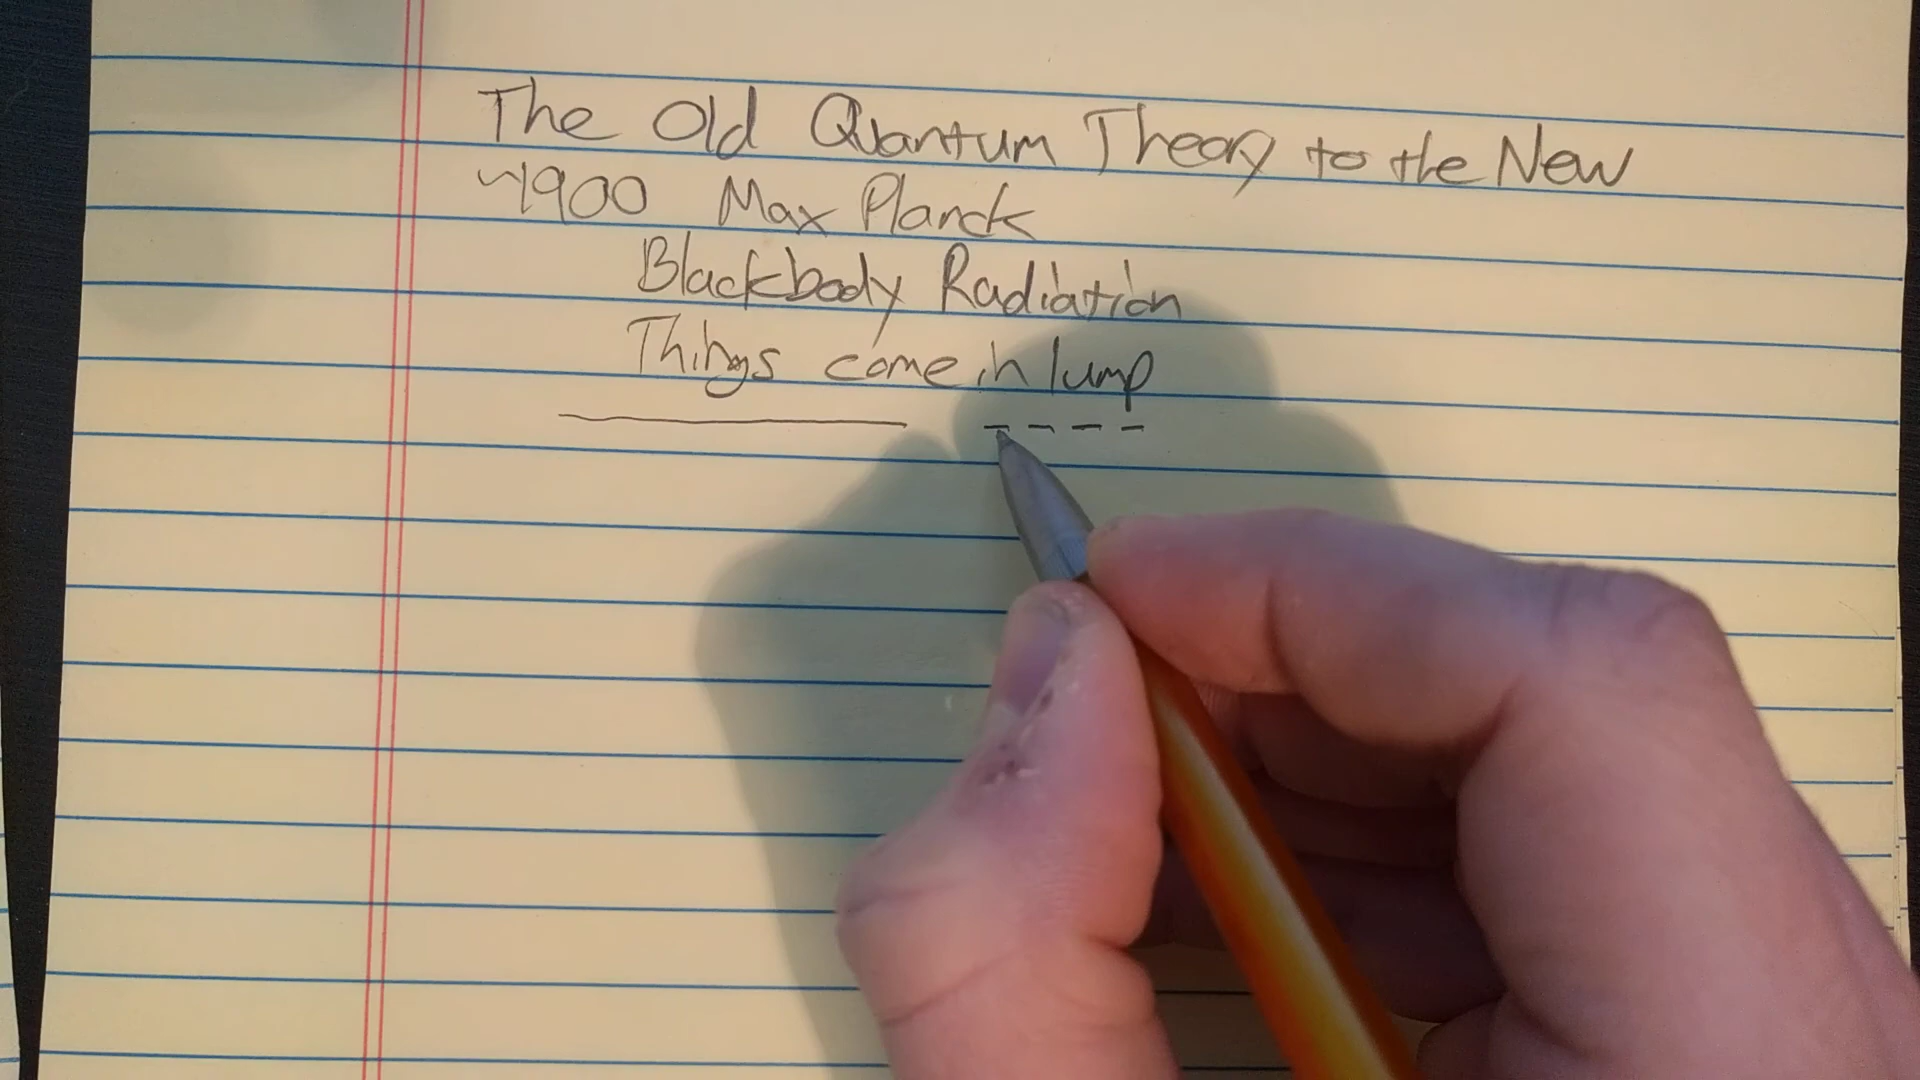 The Old Quantum Theory to the New
~1900 Max Planck
Blackbody Radiation
Things come in lump